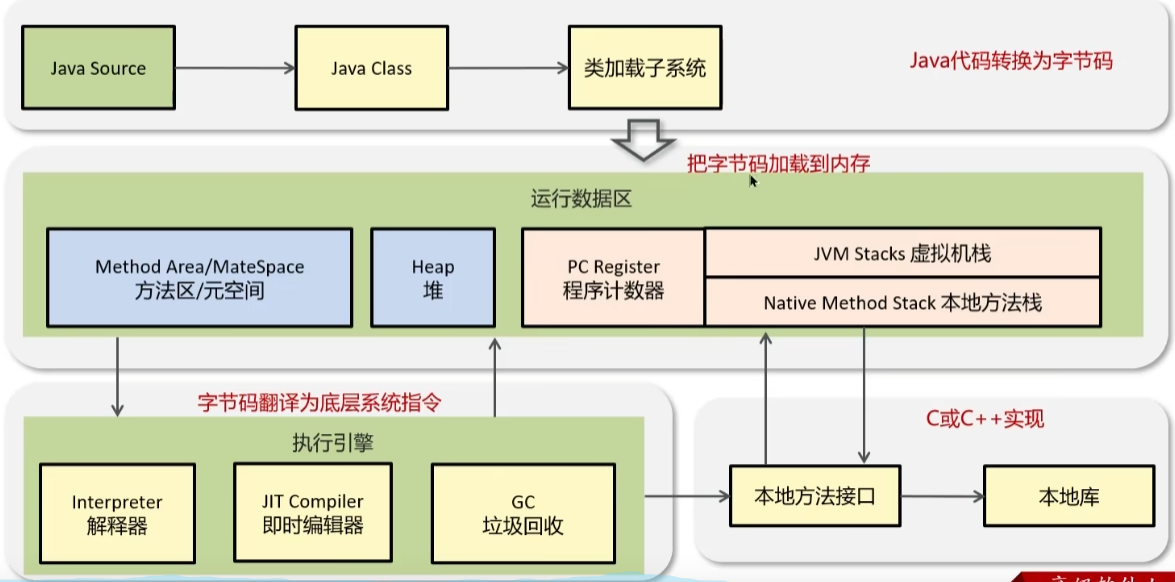 Java Source
Java Class
类加载子系统
Java代码转换为字节码
把字节码加载到内存
运行数据区
Method Area/MateSpace
方法区/元空间
Heap
堆
PC Register
程序计数器
JVM Stacks 虚拟机栈
Native Method Stack 本地方法栈
字节码翻译为底层系统指令
执行引擎
Interpreter
解释器
JIT Compiler
即时编辑器
GC
垃圾回收
C或C++实现
本地方法接口
本地库